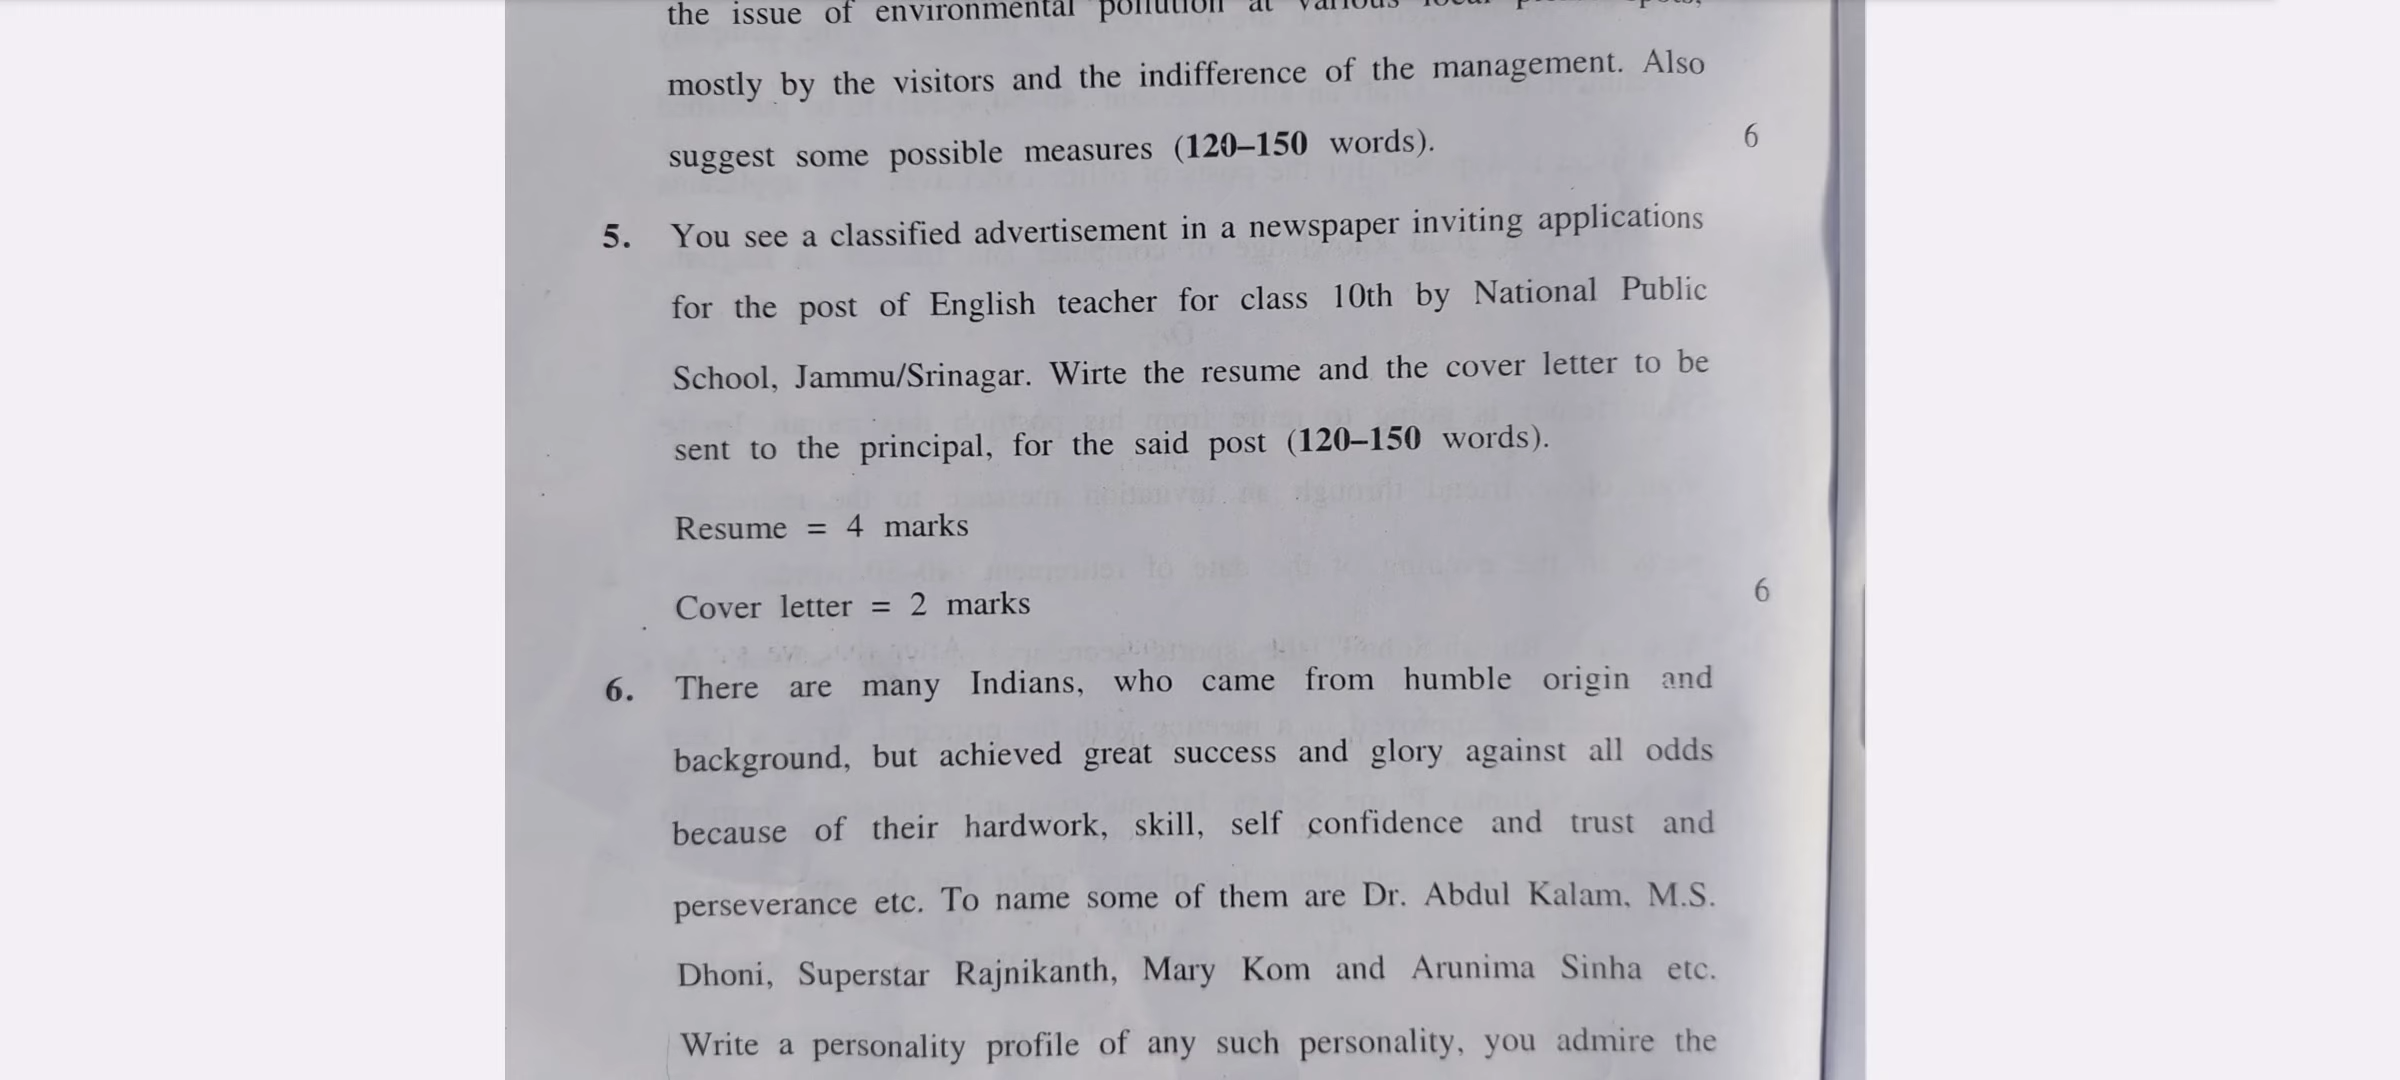 the issue of environmental pollution at various local
mostly by the visitors and the indifference of the management. Also
suggest some possible measures (120–150 words). 6
5. You see a classified advertisement in a newspaper inviting applications
for the post of English teacher for class 10th by National Public
School, Jammu/Srinagar. Wirte the resume and the cover letter to be
sent to the principal, for the said post (120–150 words).
Resume = 4 marks
Cover letter = 2 marks 6
6. There are many Indians, who came from humble origin and
background, but achieved great success and glory against all odds
because of their hardwork, skill, self confidence and trust and
perseverance etc. To name some of them are Dr. Abdul Kalam, M.S.
Dhoni, Superstar Rajnikanth, Mary Kom and Arunima Sinha etc.
Write a personality profile of any such personality, you admire the